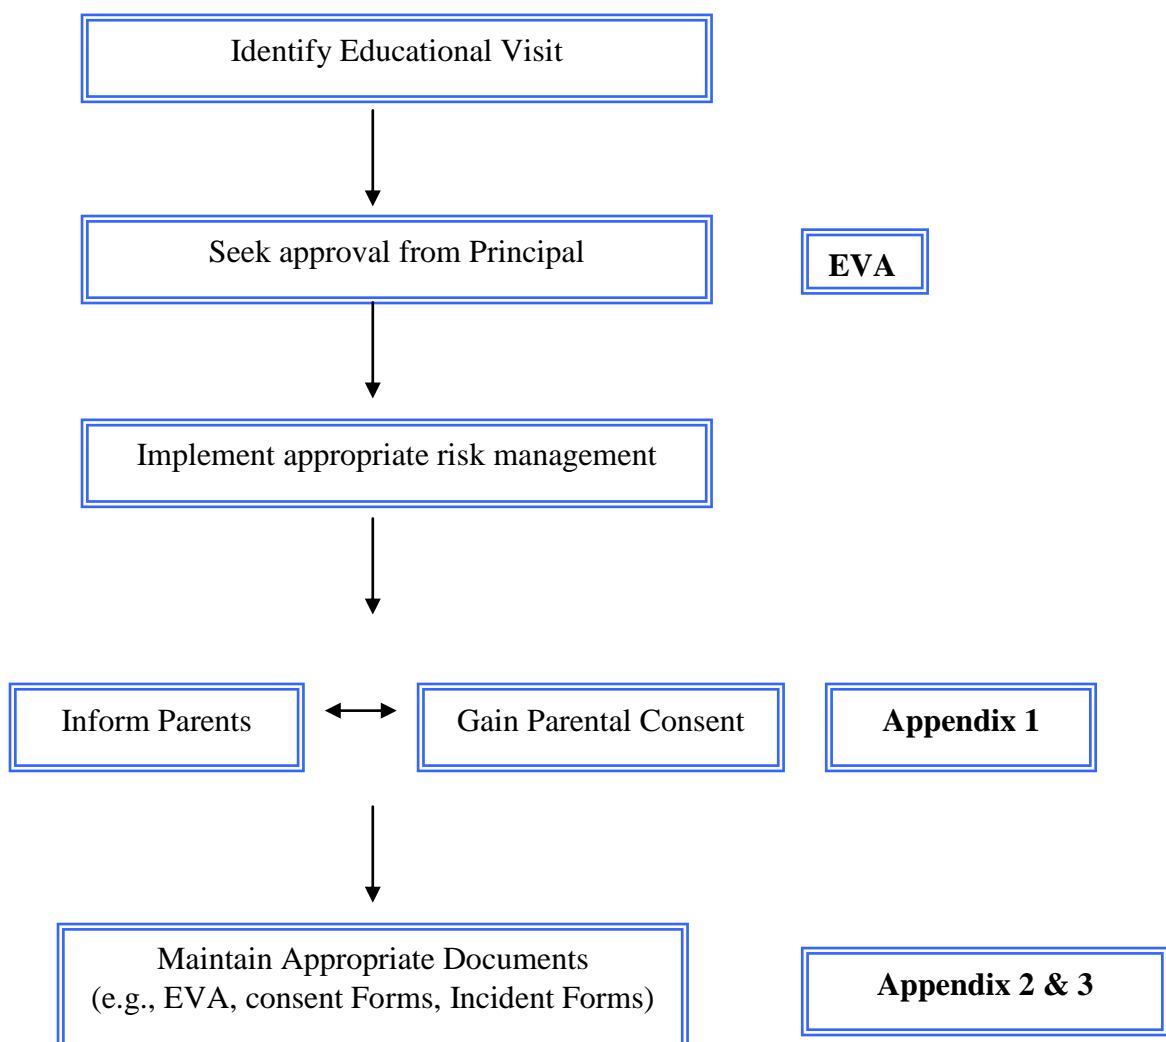 Identify Educational Visit
Seek approval from Principal
EVA
Implement appropriate risk management
Inform Parents
Gain Parental Consent
Appendix 1
Maintain Appropriate Documents
(e.g., EVA, consent Forms, Incident Forms)
Appendix 2 & 3